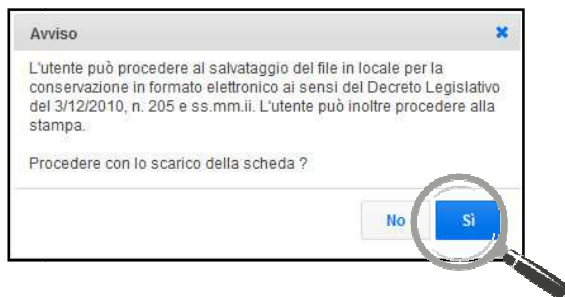 Avviso
L'utente può procedere al salvataggio del file in locale per la
conservazione in formato elettronico ai sensi del Decreto Legislativo
del 3/12/2010, n. 205 e ss.mm.ii. L'utente può inoltre procedere alla
stampa.
Procedere con lo scarico della scheda ?
No Sì